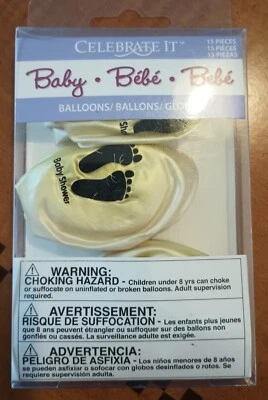 CELEBRATE IT™
15 PIECES
15 PIÈCES
15 PIEZAS
Baby • Bébé • Bebé
BALLOONS/ BALLONS/
Baby Shower
WARNING:
CHOKING HAZARD - Children under 8 yrs can choke
or suffocate on uninflated or broken balloons. Adult supervision
required.
AVERTISSEMENT:
RISQUE DE SUFFOCATION - Les enfants plus jeunes
que 8 ans peuvent étrangler ou suffoquer sur des ballons non
gonflés ou cassés. La surveillance adulte est exigée.
ADVERTENCIA:
PELIGRO DE ASFIXIA - Los niños menores de 8 años
se pueden asfixiar o sofocar con globos desinflados o rotos. Se
requiere supervisión adulta.